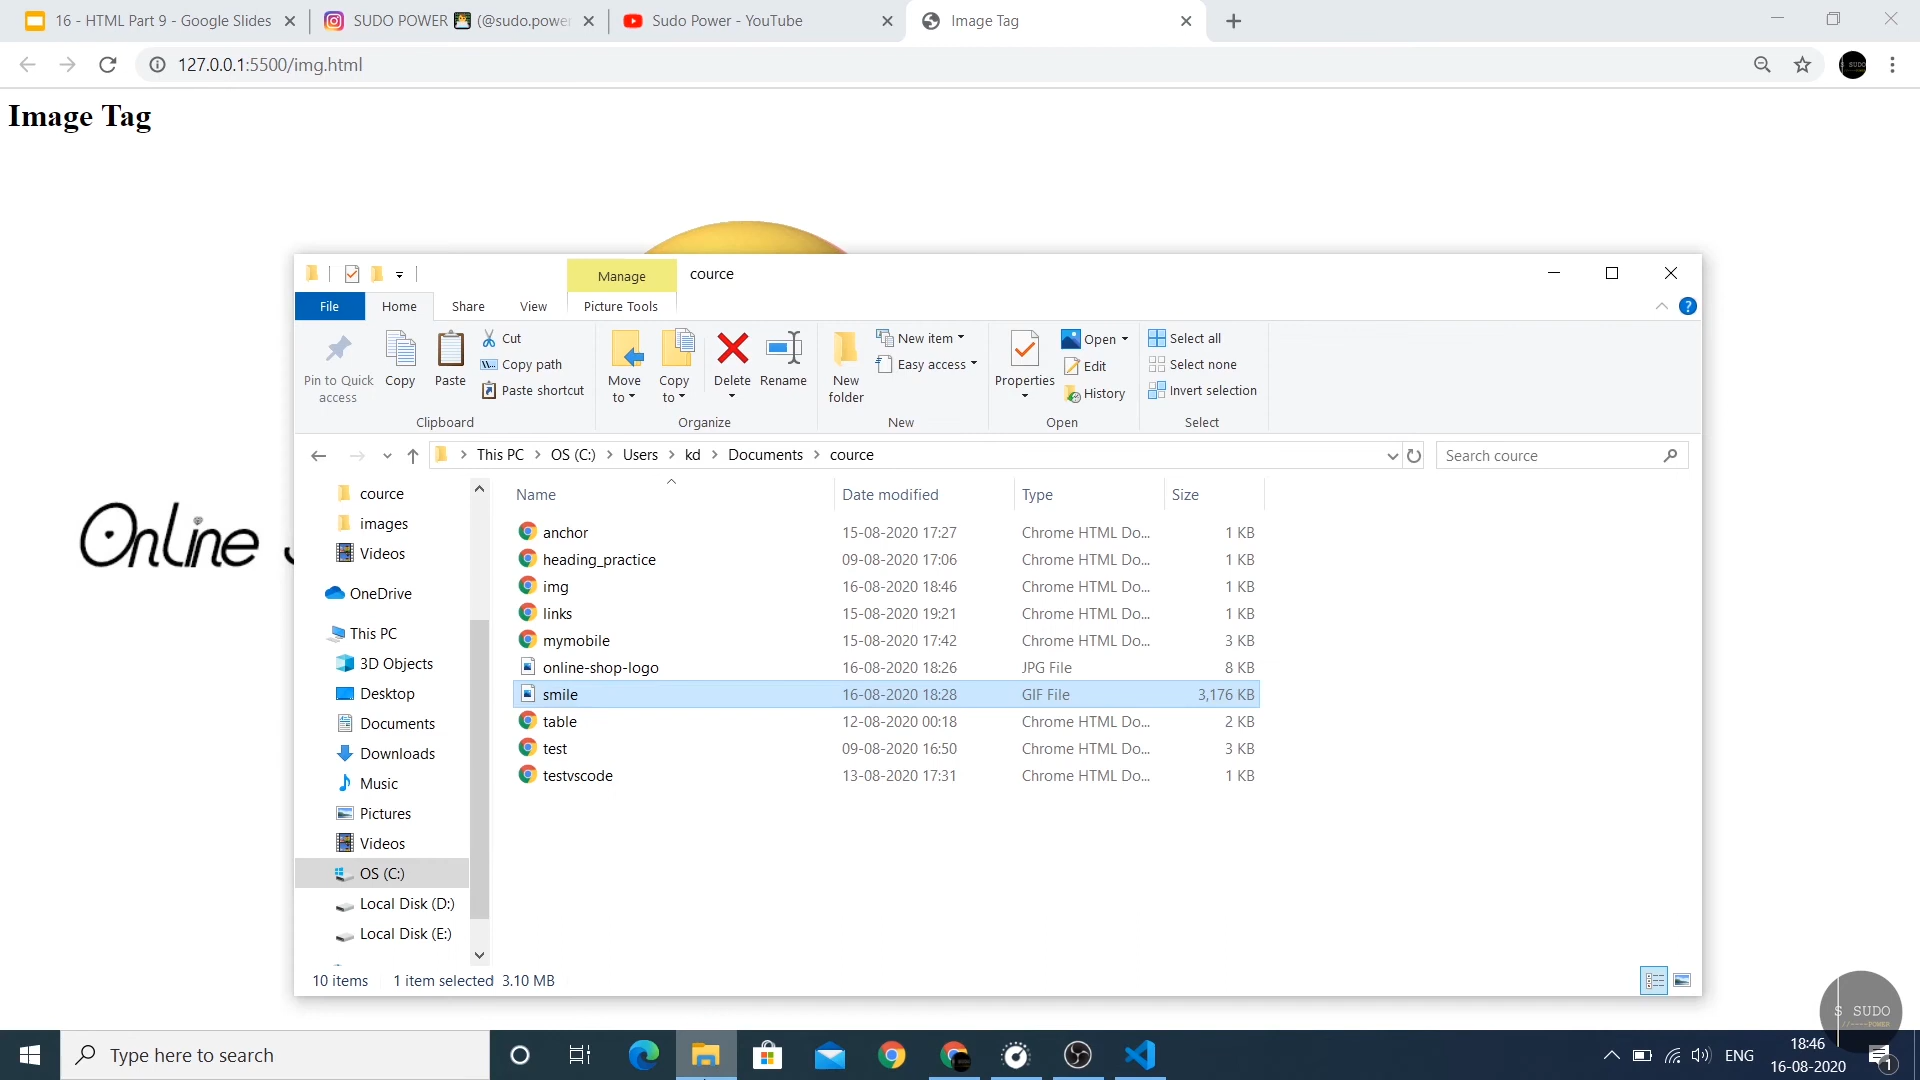 16 - HTML Part 9 - Google Slides
SUDO POWER (@sudo.powe
Sudo Power - YouTube
Image Tag
127.0.0.1:5500/img.html
Image Tag
Online
Manage
cource
File
Home
Share
View
Picture Tools
Pin to Quick access
Copy
Paste
Cut
Copy path
Paste shortcut
Clipboard
Move to
Copy to
Delete
Rename
Organize
New folder
New item
Easy access
New
Properties
Open
Edit
History
Open
Select all
Select none
Invert selection
Select
This PC > OS (C:) > Users > kd > Documents > cource
Search cource
cource
images
Videos
OneDrive
This PC
3D Objects
Desktop
Documents
Downloads
Music
Pictures
Videos
OS (C:)
Local Disk (D:)
Local Disk (E:)
Name Date modified Type Size
anchor 15-08-2020 17:27 Chrome HTML Do... 1 KB
heading_practice 09-08-2020 17:06 Chrome HTML Do... 1 KB
img 16-08-2020 18:46 Chrome HTML Do... 1 KB
links 15-08-2020 19:21 Chrome HTML Do... 1 KB
mymobile 15-08-2020 17:42 Chrome HTML Do... 3 KB
online-shop-logo 16-08-2020 18:26 JPG File 8 KB
smile 16-08-2020 18:28 GIF File 3,176 KB
table 12-08-2020 00:18 Chrome HTML Do... 2 KB
test 09-08-2020 16:50 Chrome HTML Do... 3 KB
testvscode 13-08-2020 17:31 Chrome HTML Do... 1 KB
10 items 1 item selected 3.10 MB
$ SUDO
//----POWER
Type here to search
ENG
18:46
16-08-2020
1